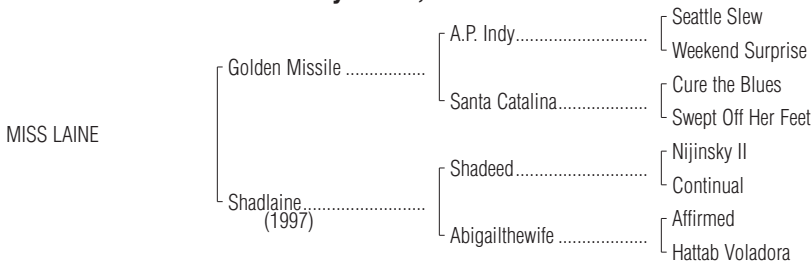 Seattle Slew
A.P. Indy
Weekend Surprise
Golden Missile
Cure the Blues
Santa Catalina
Swept Off Her Feet
MISS LAINE
Nijinsky II
Shadeed
Continual
Shadlaine
(1997)
Affirmed
Abigailthewife
Hattab Voladora